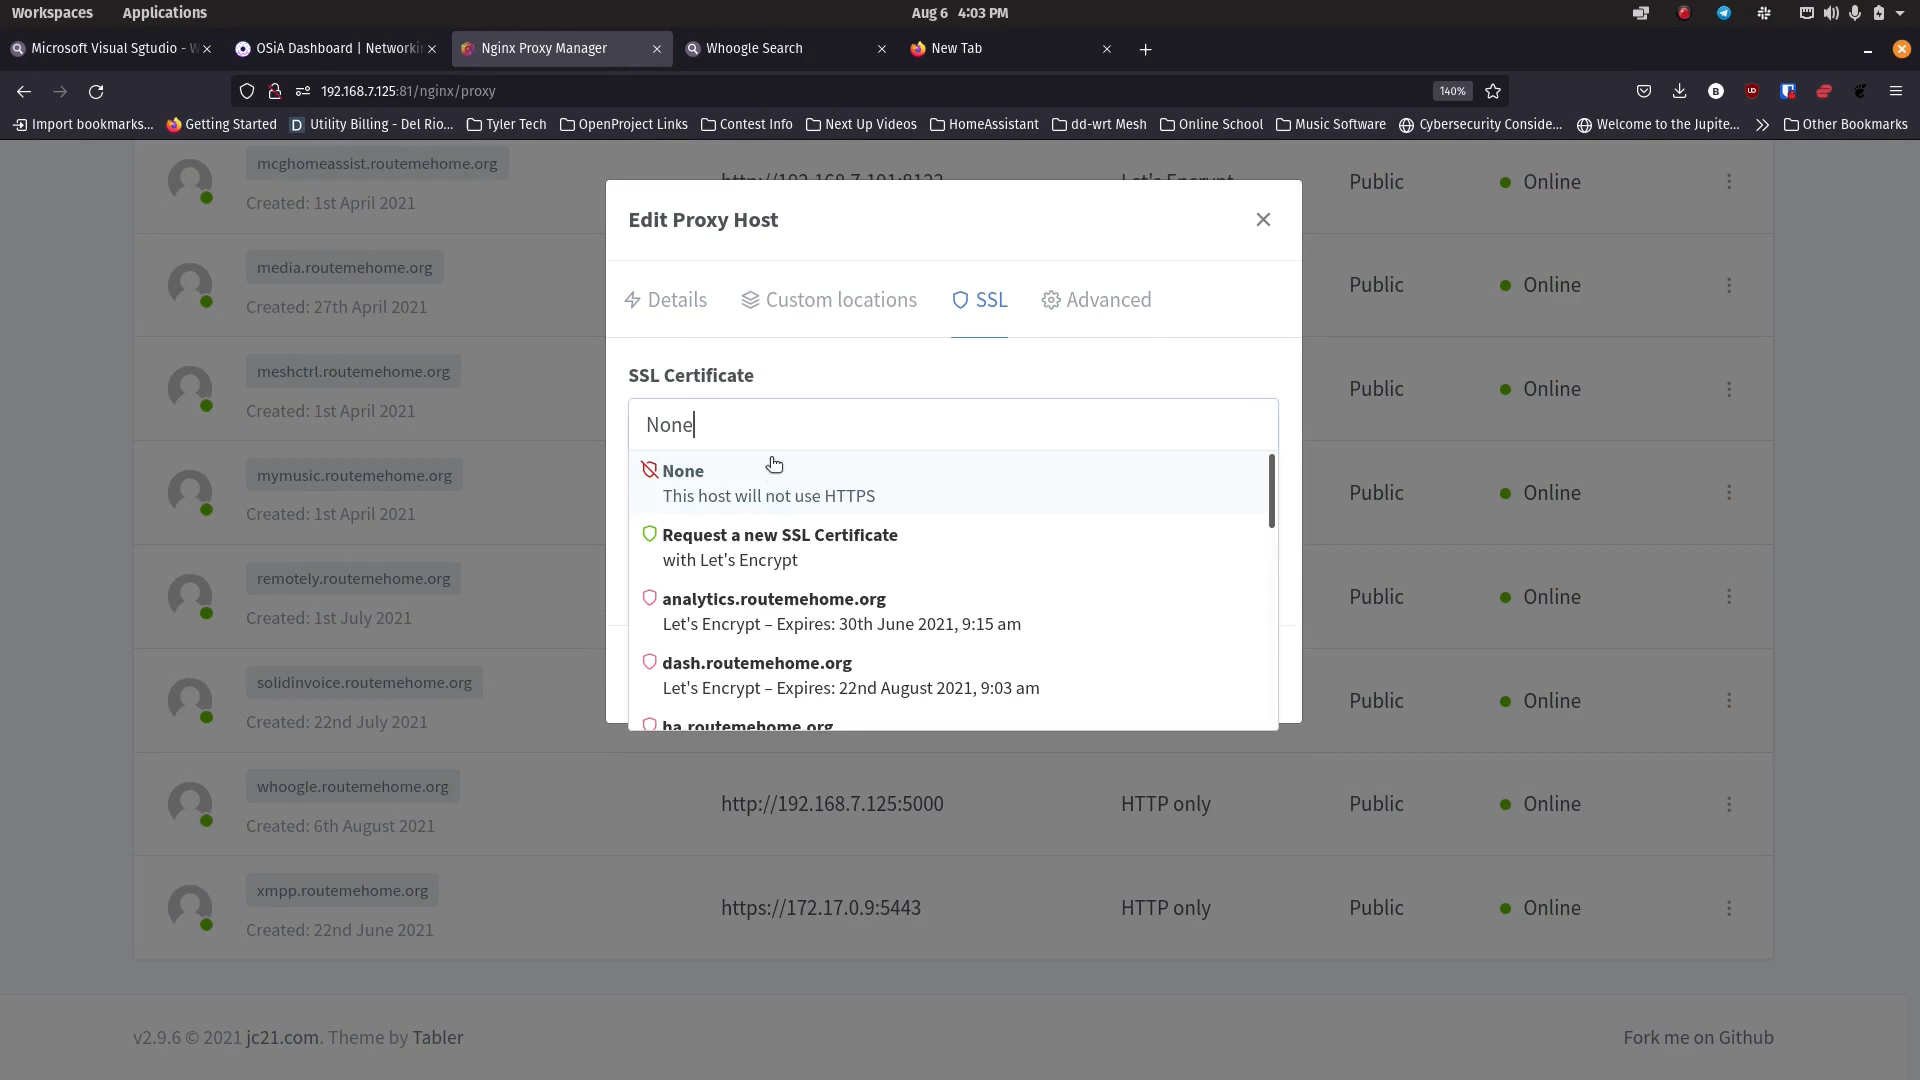 Workspaces Applications Aug 6 4:03 PM
Microsoft Visual Sgtudio - W OSiA Dashboard | Networkin Nginx Proxy Manager Whoogle Search New Tab
192.168.7.125:81/nginx/proxy 140%
Import bookmarks... Getting Started Utility Billing - Del Rio... Tyler Tech OpenProject Links Contest Info Next Up Videos HomeAssistant dd-wrt Mesh Online School Music Software Cybersecurity Conside... Welcome to the Jupite... Other Bookmarks
mcghomeassist.routemehome.org
http://192.168.7.191:8123 Let's Encrypt Public Online
Created: 1st April 2021
Edit Proxy Host
media.routemehome.org
Public Online
Created: 27th April 2021
Details Custom locations SSL Advanced
meshctrl.routemehome.org
Public Online
Created: 1st April 2021
SSL Certificate
None
mymusic.routemehome.org
Public Online
Created: 1st April 2021
None
This host will not use HTTPS
Request a new SSL Certificate
with Let's Encrypt
remotely.routemehome.org
Public Online
Created: 1st July 2021
analytics.routemehome.org
Let's Encrypt – Expires: 30th June 2021, 9:15 am
dash.routemehome.org
Let's Encrypt – Expires: 22nd August 2021, 9:03 am
ha.routemehome.org
solidinvoice.routemehome.org
Public Online
Created: 22nd July 2021
whoogle.routemehome.org
http://192.168.7.125:5000 HTTP only Public Online
Created: 6th August 2021
xmpp.routemehome.org
https://172.17.0.9:5443 HTTP only Public Online
Created: 22nd June 2021
v2.9.6 © 2021 jc21.com. Theme by Tabler Fork me on Github